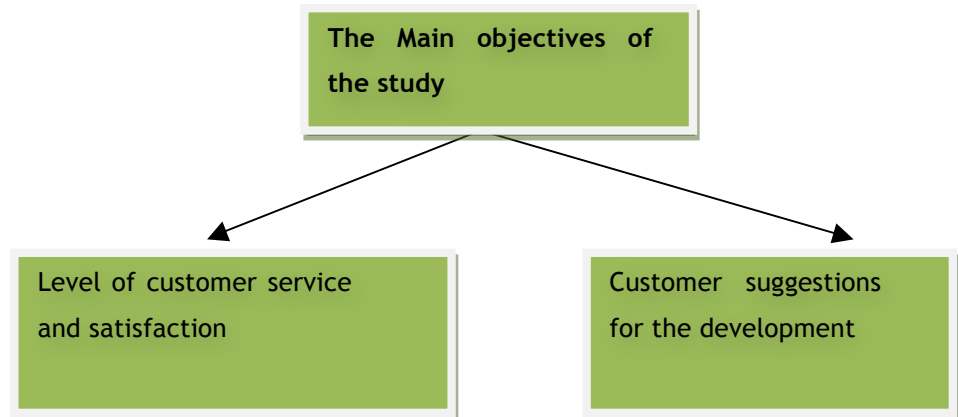 The Main objectives of
the study
Level of customer service
and satisfaction
Customer suggestions
for the development